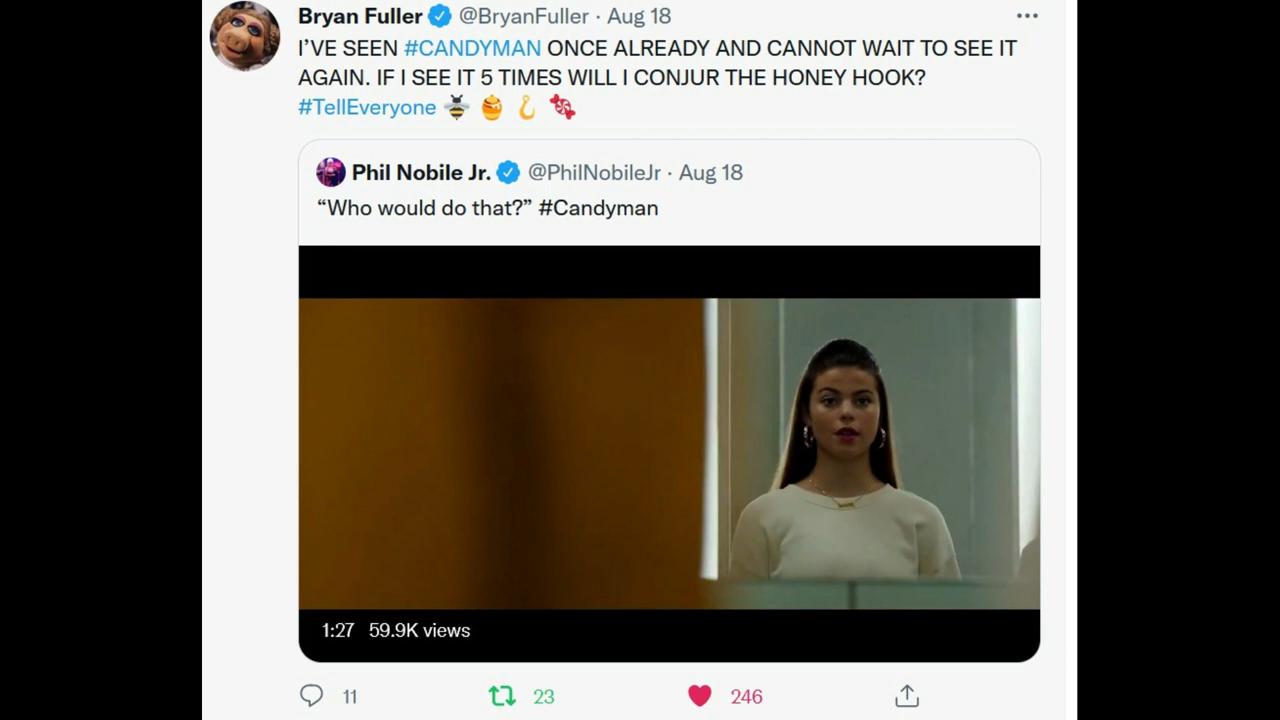 Bryan Fuller @BryanFuller · Aug 18
I'VE SEEN #CANDYMAN ONCE ALREADY AND CANNOT WAIT TO SEE IT
AGAIN. IF I SEE IT 5 TIMES WILL I CONJUR THE HONEY HOOK?
#TellEveryone 🐝 🍯 🪝 🍬
Phil Nobile Jr. @PhilNobileJr · Aug 18
“Who would do that?” #Candyman
1:27 59.9K views
11 23 246